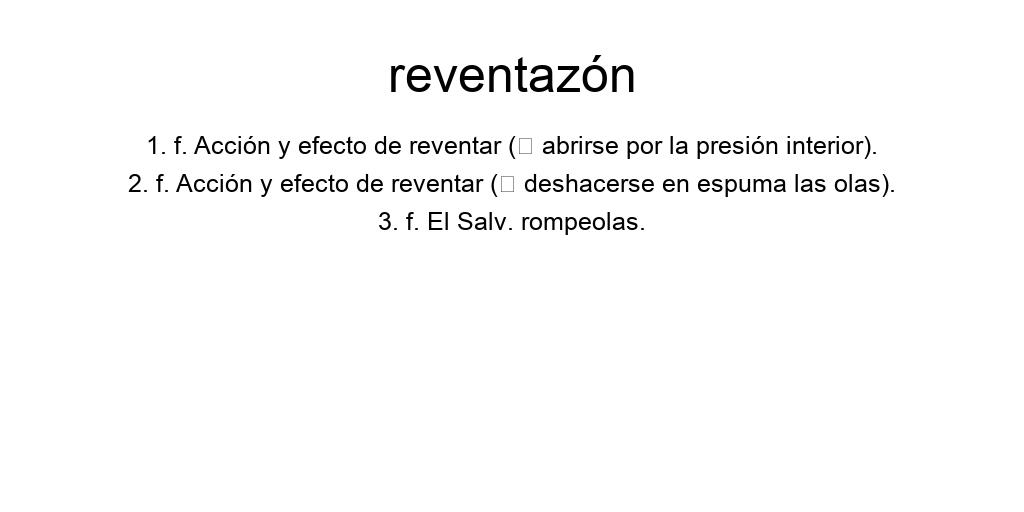 reventazón
1. f. Acción y efecto de reventar (□ abrirse por la presión interior).
2. f. Acción y efecto de reventar (□ deshacerse en espuma las olas).
3. f. El Salv. rompeolas.